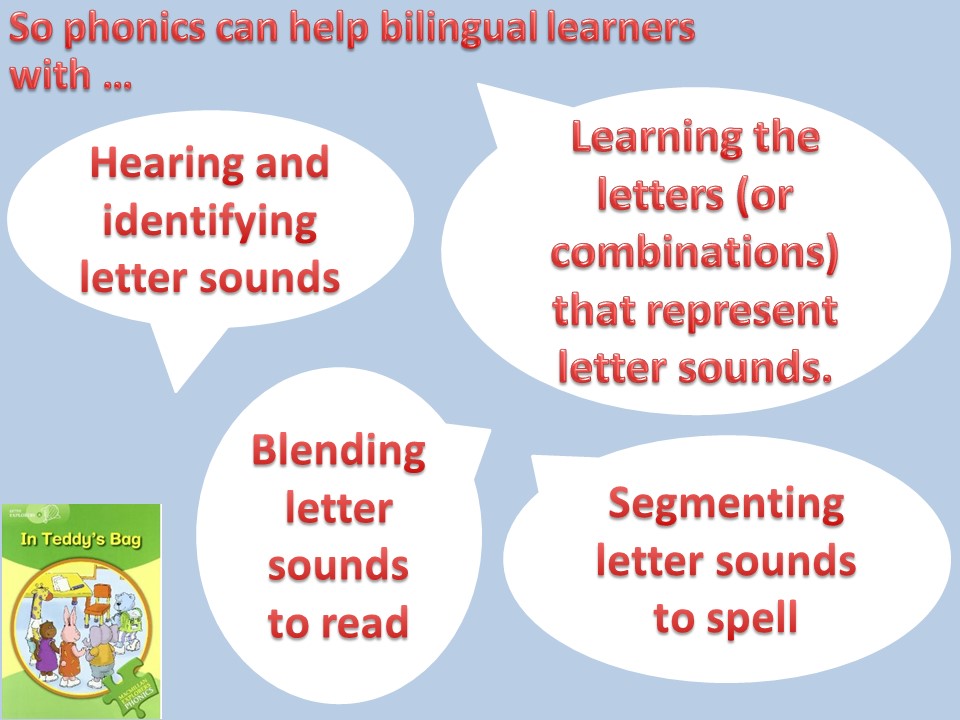 So phonics can help bilingual learners
with ...
Hearing and
identifying
letter sounds
Learning the
letters (or
combinations)
that represent
letter sounds.
Blending
letter
sounds
to read
Segmenting
letter sounds
to spell
In Teddy's Bag
MACMILLAN
EXPLORERS
PHONICS